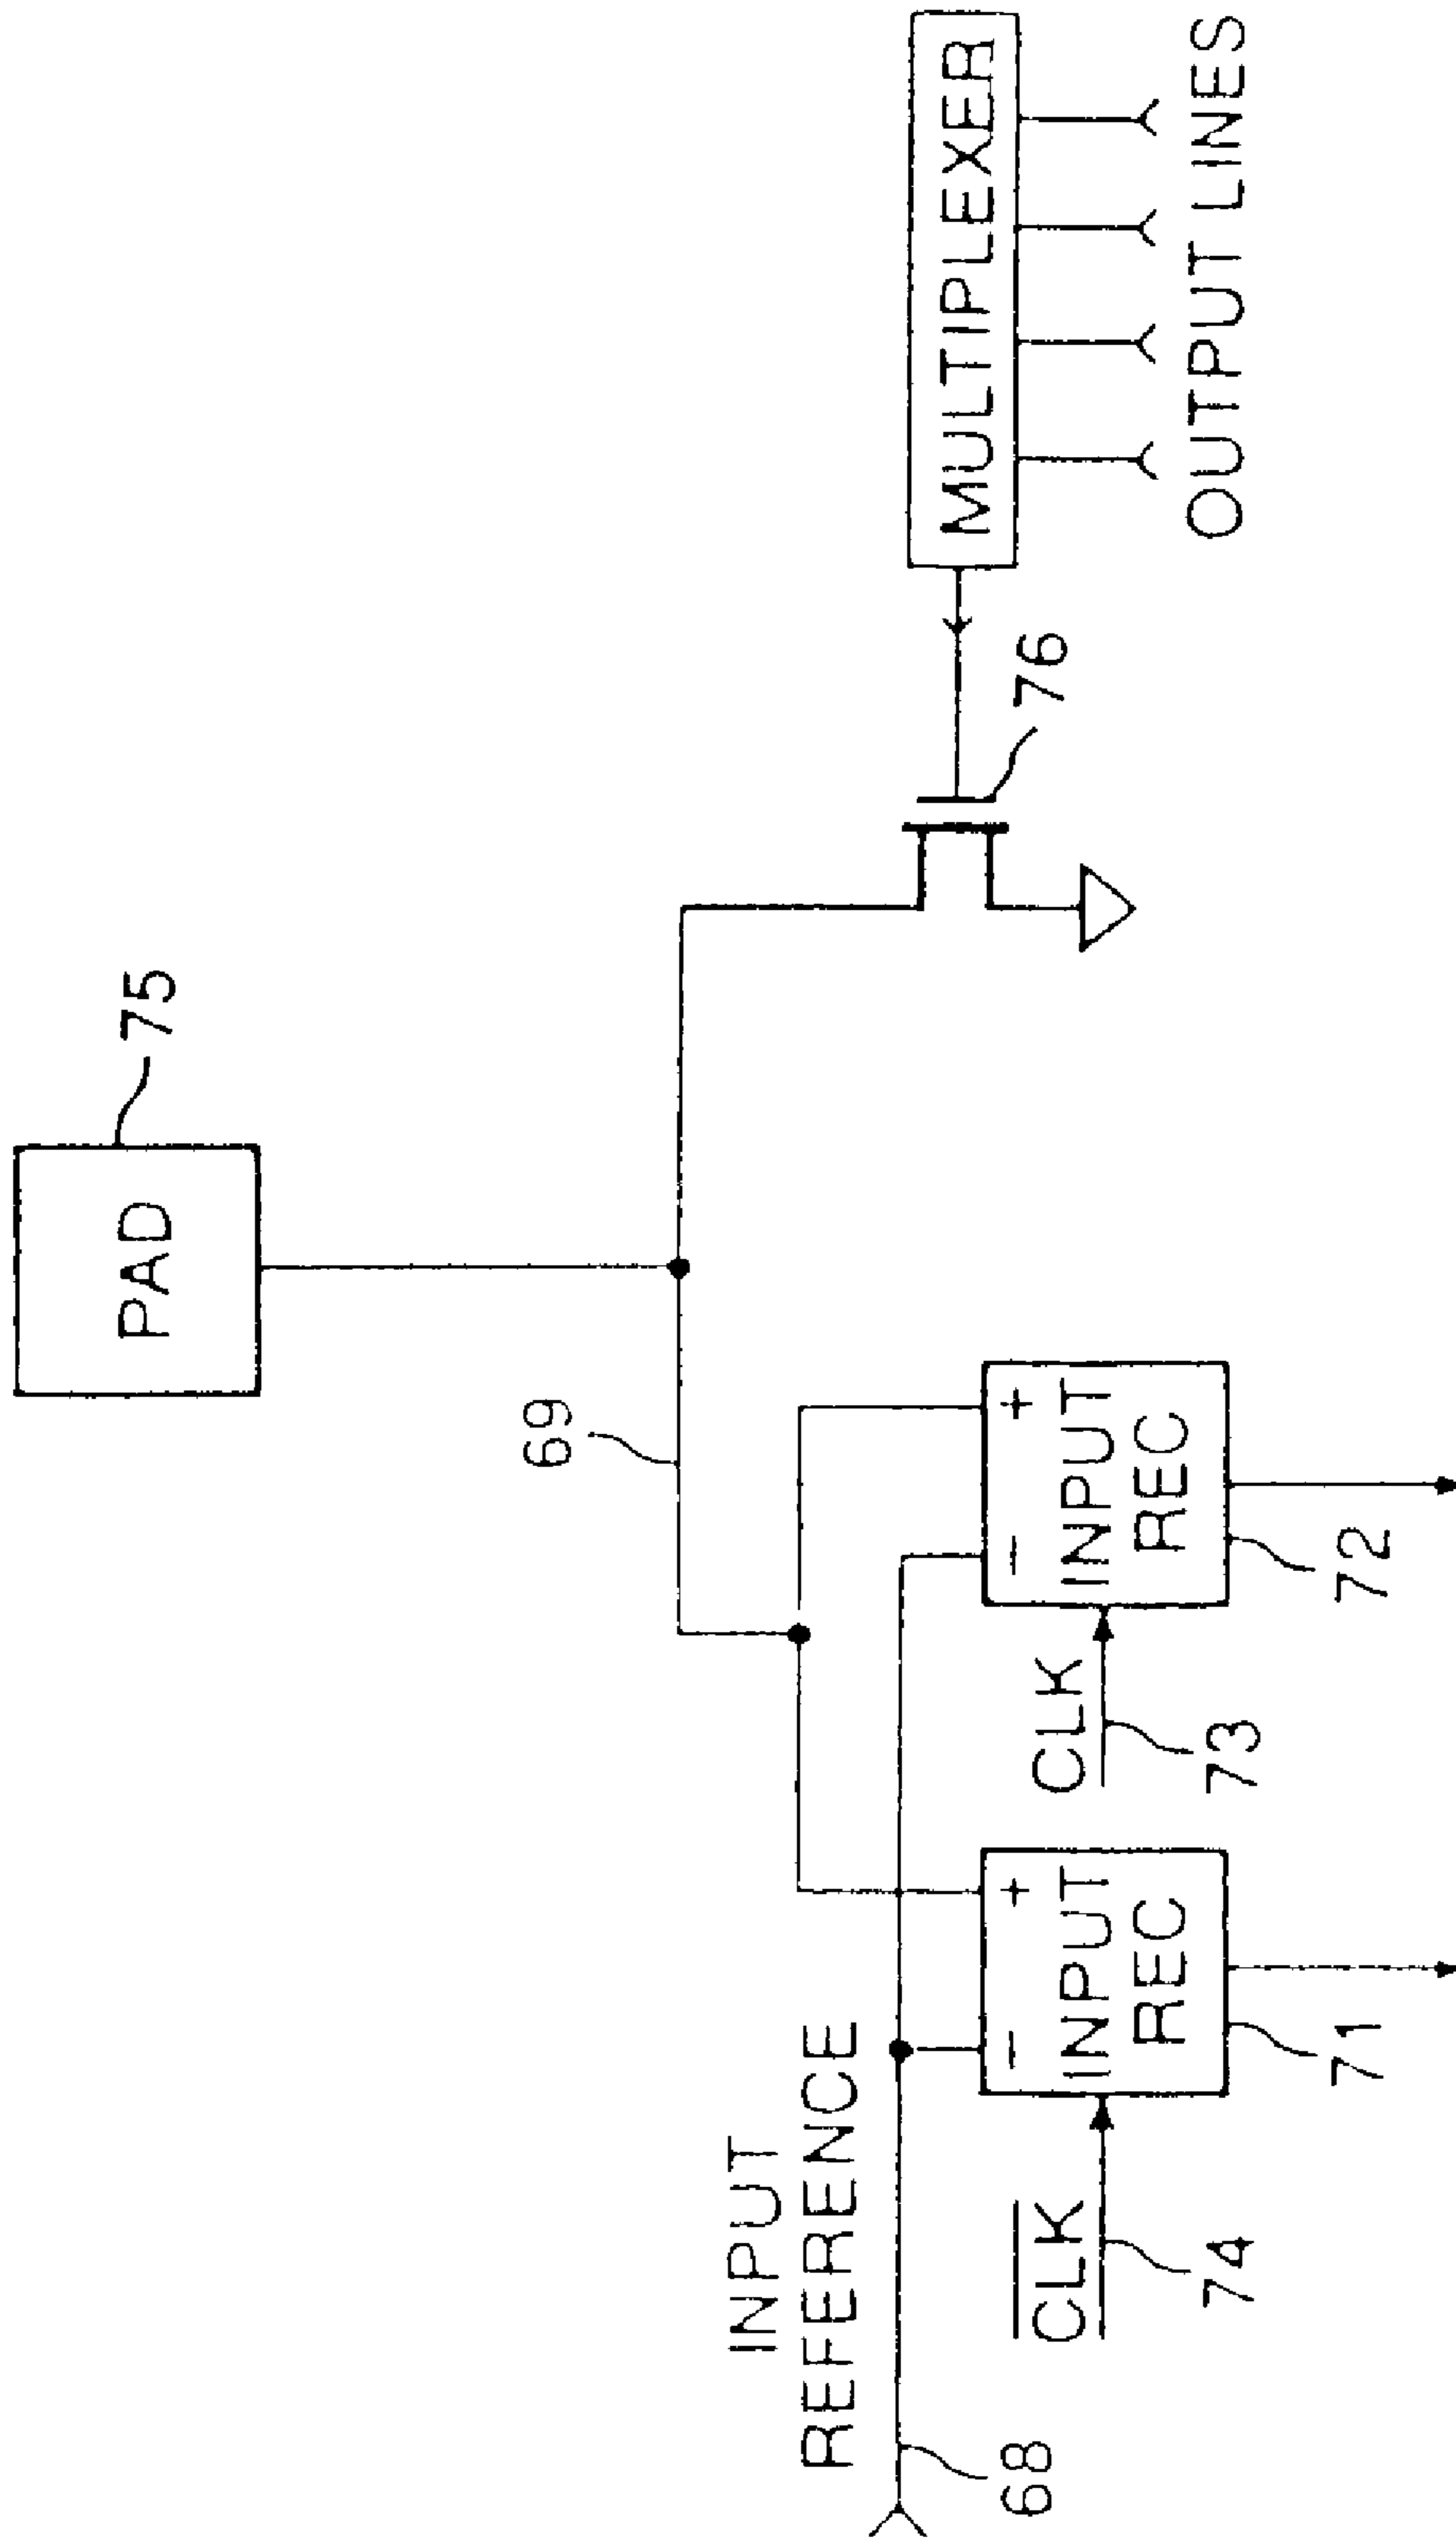 PAD
75
69
MULTIPLEXER
76
OUTPUT LINES
INPUT
REFERENCE
68
- +
INPUT
REC
71
CLK
74
- +
INPUT
REC
72
CLK
73